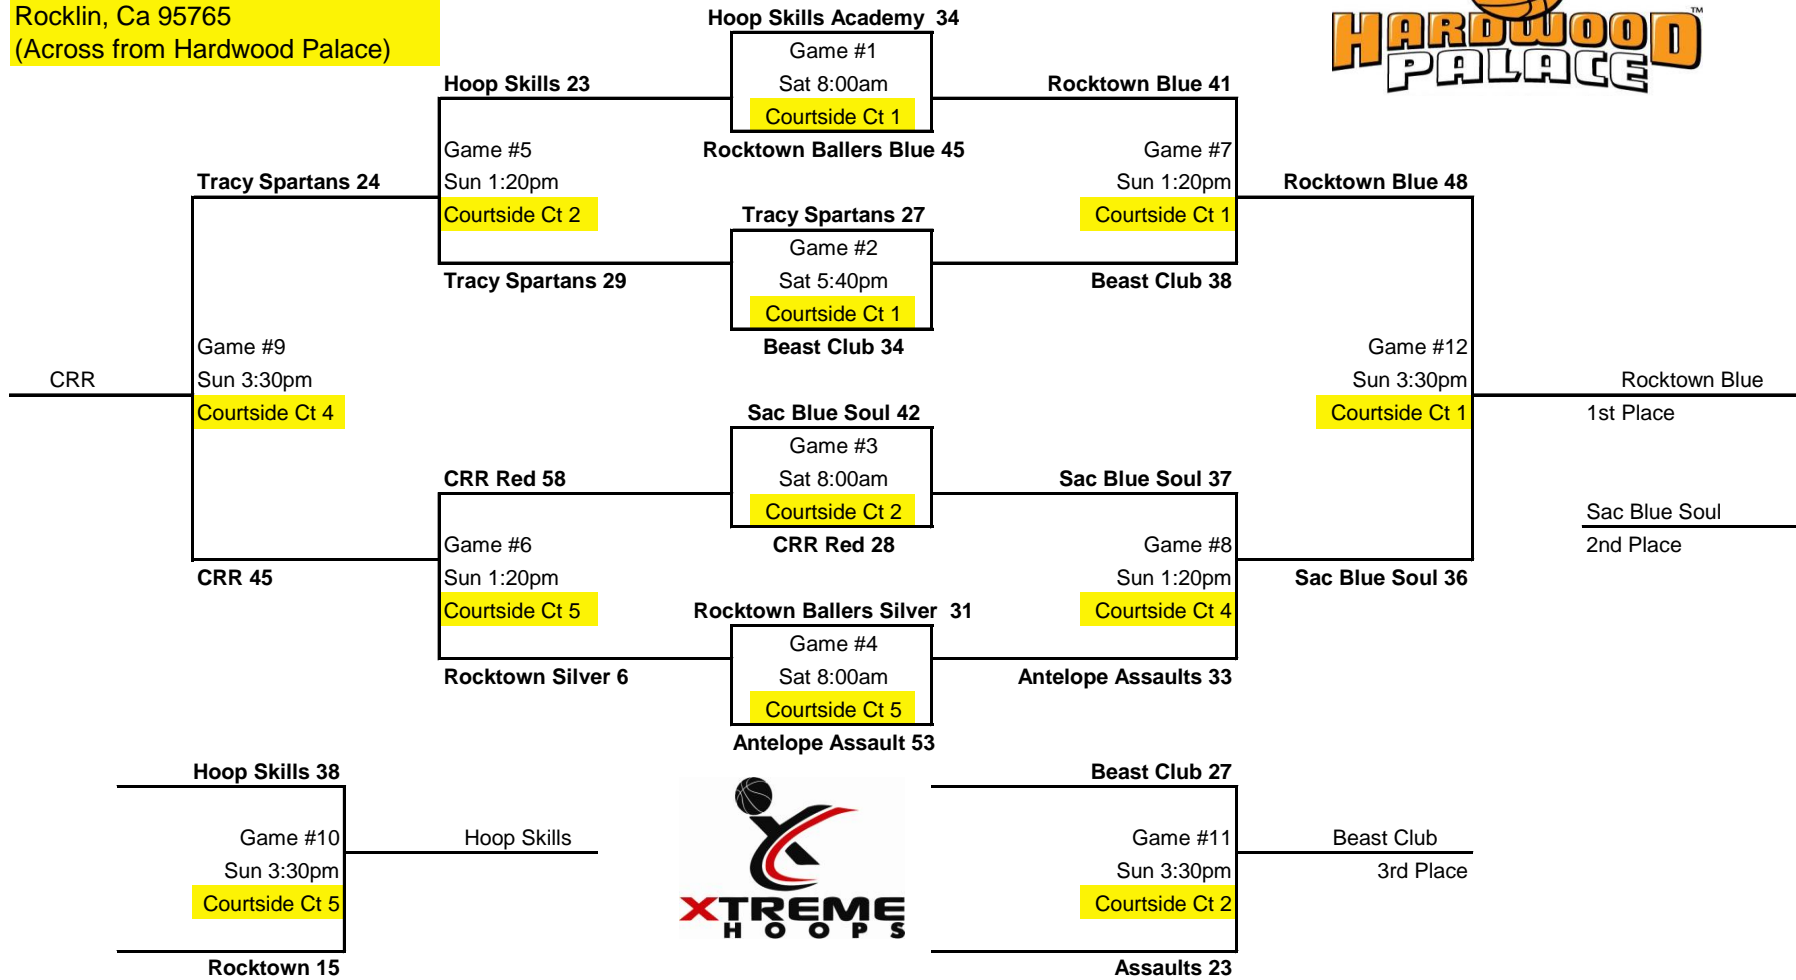 Rocklin, Ca 95765
(Across from Hardwood Palace)
HARDWOOD
PALACE
TM
Hoop Skills Academy 34
Game #1
Sat 8:00am
Courtside Ct 1
Rocktown Ballers Blue 45
Hoop Skills 23
Game #5
Sun 1:20pm
Courtside Ct 2
Tracy Spartans 29
Rocktown Blue 41
Game #7
Sun 1:20pm
Courtside Ct 1
Beast Club 38
Tracy Spartans 27
Game #2
Sat 5:40pm
Courtside Ct 1
Beast Club 34
Tracy Spartans 24
Game #9
Sun 3:30pm
Courtside Ct 4
CRR 45
CRR
Rocktown Blue 48
Game #12
Sun 3:30pm
Courtside Ct 1
Sac Blue Soul 36
Rocktown Blue
1st Place
Sac Blue Soul
2nd Place
Sac Blue Soul 42
Game #3
Sat 8:00am
Courtside Ct 2
CRR Red 28
CRR Red 58
Game #6
Sun 1:20pm
Courtside Ct 5
Rocktown Silver 6
Sac Blue Soul 37
Game #8
Sun 1:20pm
Courtside Ct 4
Antelope Assaults 33
Rocktown Ballers Silver 31
Game #4
Sat 8:00am
Courtside Ct 5
Antelope Assault 53
Hoop Skills 38
Game #10
Sun 3:30pm
Courtside Ct 5
Rocktown 15
Hoop Skills
XTREME
HOOPS
Beast Club 27
Game #11
Sun 3:30pm
Courtside Ct 2
Assaults 23
Beast Club
3rd Place